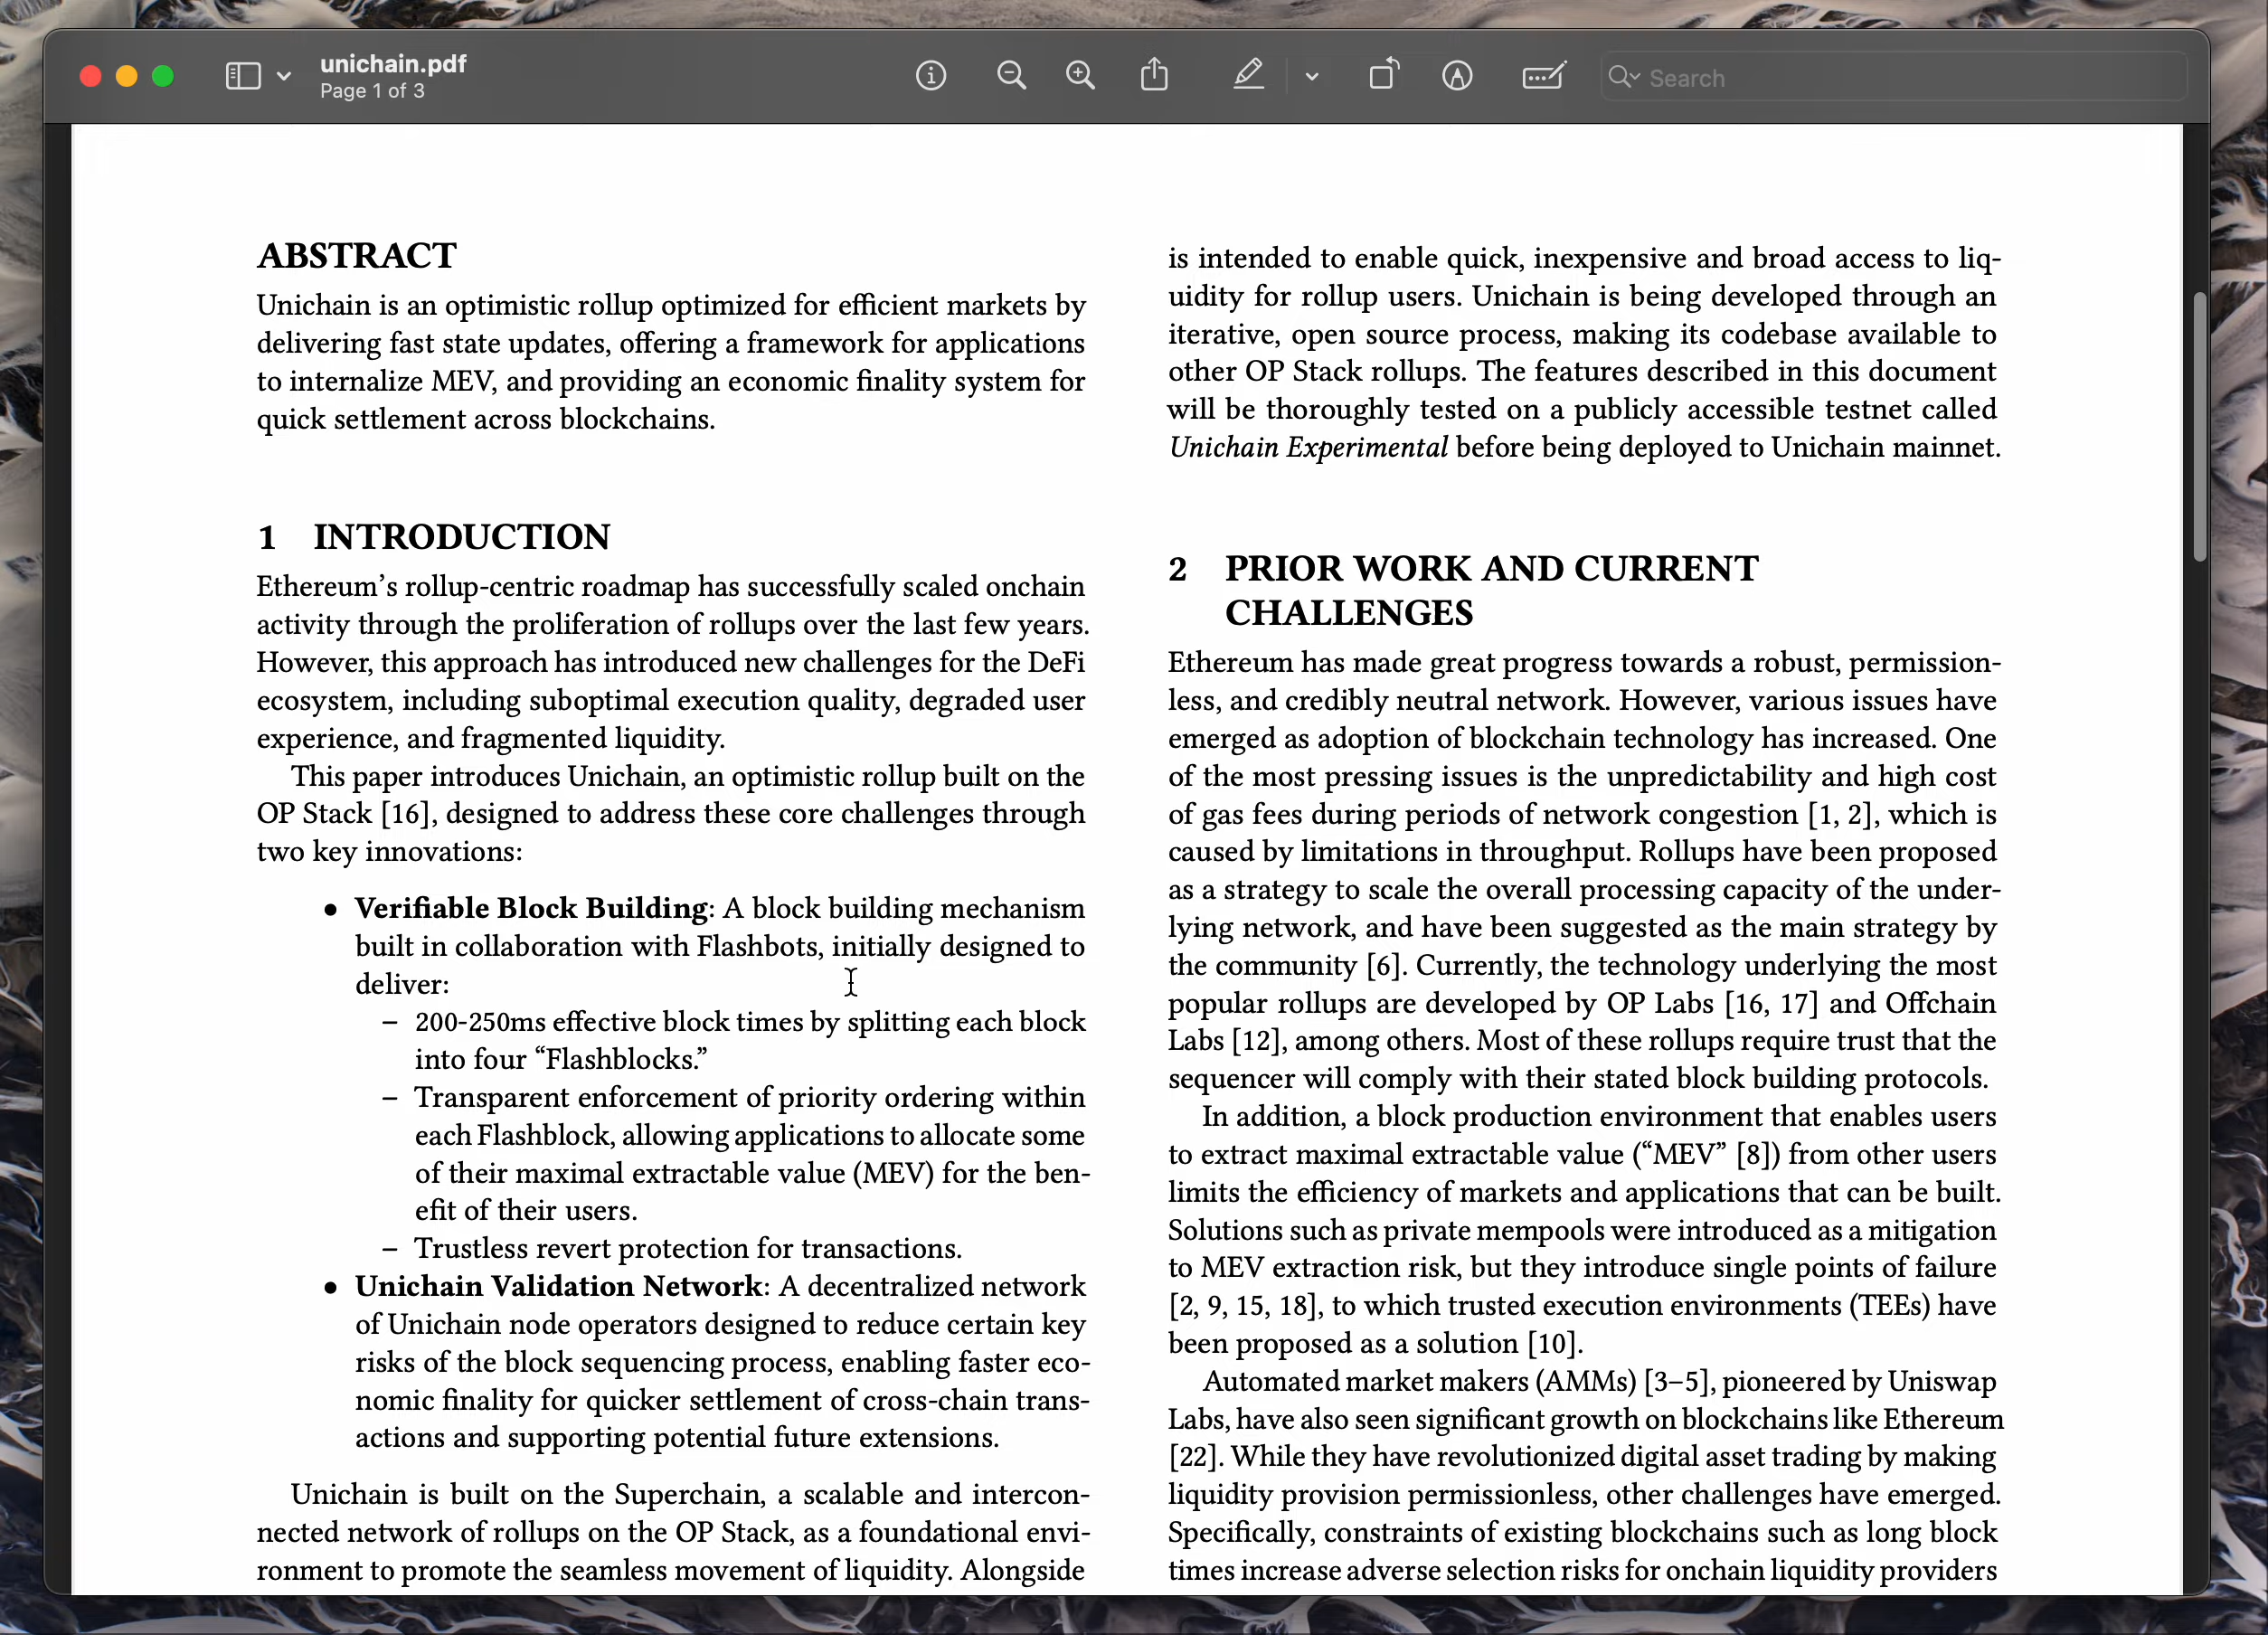 unichain.pdf
Page 1 of 3
Search
ABSTRACT
Unichain is an optimistic rollup optimized for efficient markets by
delivering fast state updates, offering a framework for applications
to internalize MEV, and providing an economic finality system for
quick settlement across blockchains.
1 INTRODUCTION
Ethereum’s rollup-centric roadmap has successfully scaled onchain
activity through the proliferation of rollups over the last few years.
However, this approach has introduced new challenges for the DeFi
ecosystem, including suboptimal execution quality, degraded user
experience, and fragmented liquidity.
This paper introduces Unichain, an optimistic rollup built on the
OP Stack [16], designed to address these core challenges through
two key innovations:
• Verifiable Block Building: A block building mechanism
built in collaboration with Flashbots, initially designed to
deliver:
– 200-250ms effective block times by splitting each block
into four “Flashblocks.”
– Transparent enforcement of priority ordering within
each Flashblock, allowing applications to allocate some
of their maximal extractable value (MEV) for the ben-
efit of their users.
– Trustless revert protection for transactions.
• Unichain Validation Network: A decentralized network
of Unichain node operators designed to reduce certain key
risks of the block sequencing process, enabling faster eco-
nomic finality for quicker settlement of cross-chain trans-
actions and supporting potential future extensions.
Unichain is built on the Superchain, a scalable and intercon-
nected network of rollups on the OP Stack, as a foundational envi-
ronment to promote the seamless movement of liquidity. Alongside
is intended to enable quick, inexpensive and broad access to liq-
uidity for rollup users. Unichain is being developed through an
iterative, open source process, making its codebase available to
other OP Stack rollups. The features described in this document
will be thoroughly tested on a publicly accessible testnet called
Unichain Experimental before being deployed to Unichain mainnet.
2 PRIOR WORK AND CURRENT
CHALLENGES
Ethereum has made great progress towards a robust, permission-
less, and credibly neutral network. However, various issues have
emerged as adoption of blockchain technology has increased. One
of the most pressing issues is the unpredictability and high cost
of gas fees during periods of network congestion [1, 2], which is
caused by limitations in throughput. Rollups have been proposed
as a strategy to scale the overall processing capacity of the under-
lying network, and have been suggested as the main strategy by
the community [6]. Currently, the technology underlying the most
popular rollups are developed by OP Labs [16, 17] and Offchain
Labs [12], among others. Most of these rollups require trust that the
sequencer will comply with their stated block building protocols.
In addition, a block production environment that enables users
to extract maximal extractable value (“MEV” [8]) from other users
limits the efficiency of markets and applications that can be built.
Solutions such as private mempools were introduced as a mitigation
to MEV extraction risk, but they introduce single points of failure
[2, 9, 15, 18], to which trusted execution environments (TEEs) have
been proposed as a solution [10].
Automated market makers (AMMs) [3–5], pioneered by Uniswap
Labs, have also seen significant growth on blockchains like Ethereum
[22]. While they have revolutionized digital asset trading by making
liquidity provision permissionless, other challenges have emerged.
Specifically, constraints of existing blockchains such as long block
times increase adverse selection risks for onchain liquidity providers